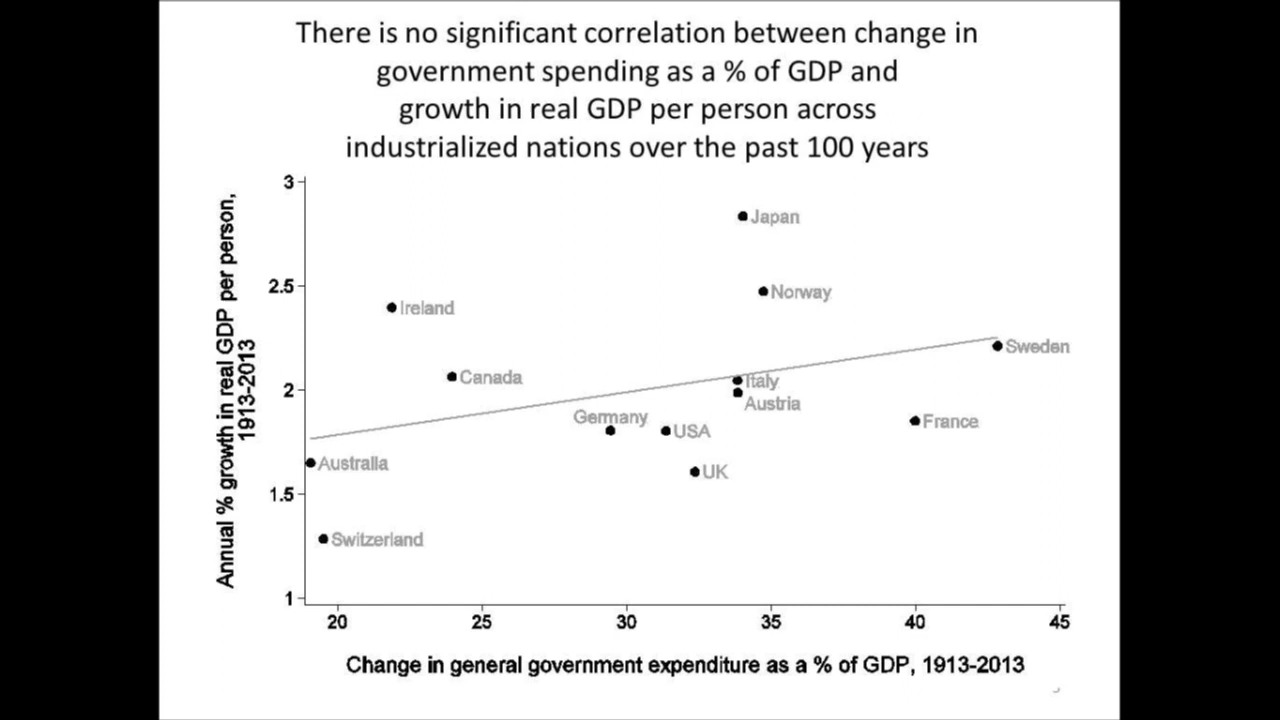 There is no significant correlation between change in
government spending as a % of GDP and
growth in real GDP per person across
industrialized nations over the past 100 years
Annual % growth in real GDP per person,
1913-2013
3
2.5
2
1.5
1
Japan
Norway
Ireland
Sweden
Canada
Italy
Austria
Germany
USA
France
Australia
UK
Switzerland
20 25 30 35 40 45
Change in general government expenditure as a % of GDP, 1913-2013